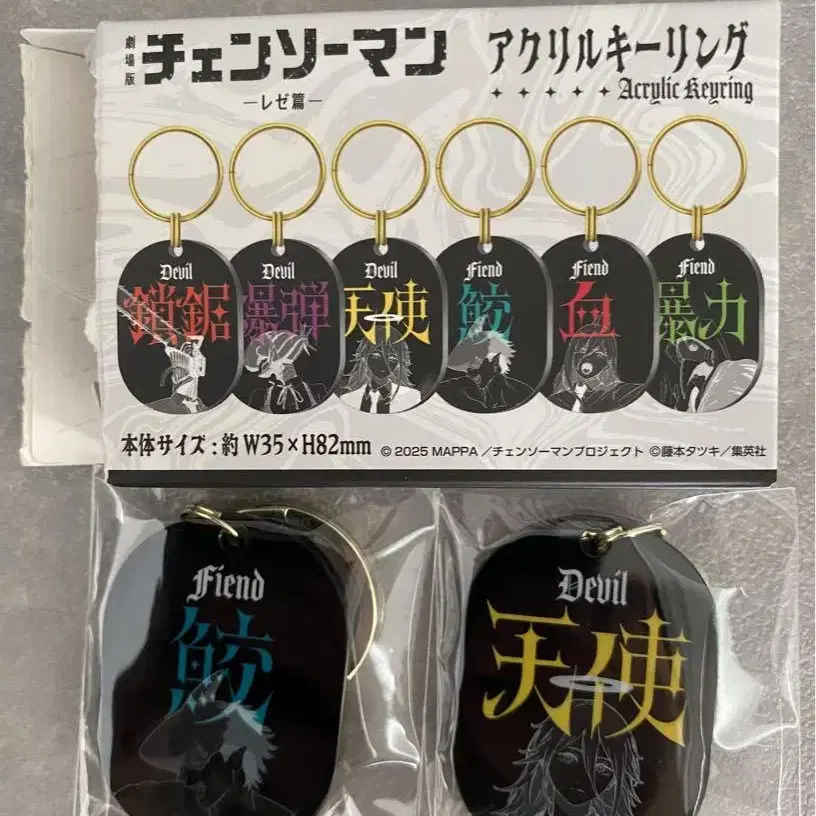 劇場版 チェンソーマン アクリルキーリング
―レゼ篇― Acrylic Keyring
Devil Devil Devil Fiend Fiend Fiend
鎖鋸 爆弾 天使 鮫 血 暴力
本体サイズ:約W35×H82mm © 2025 MAPPA/チェンソーマンプロジェクト ©藤本タツキ/集英社
Fiend Devil
鮫 天使